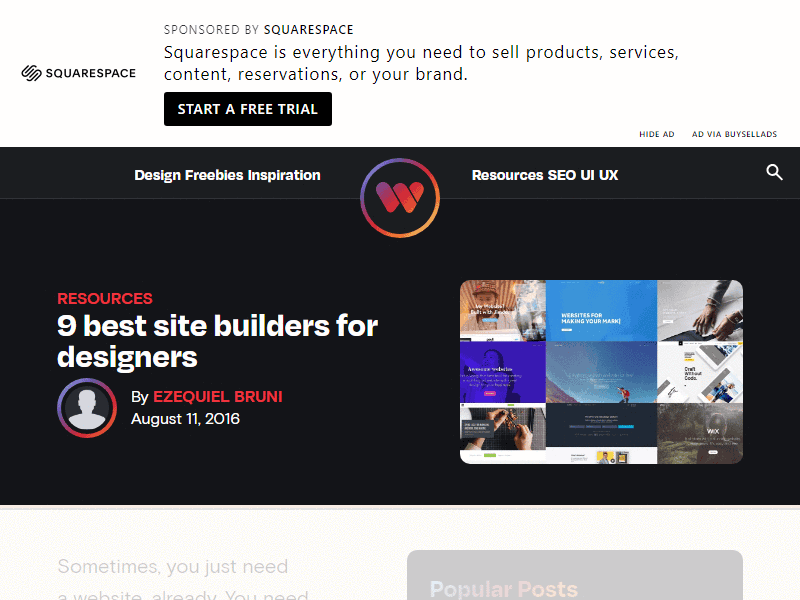 SPONSORED BY SQUARESPACE
Squarespace is everything you need to sell products, services,
content, reservations, or your brand.
SQUARESPACE
START A FREE TRIAL
HIDE AD
AD VIA BUYSELLADS
Design Freebies Inspiration
Resources SEO UI UX
RESOURCES
9 best site builders for
designers
By EZEQUIEL BRUNI
August 11, 2016
WEBSITES FOR
MAKING YOUR MARK
Awesome websites
Craft
Without
Code.
WIX
Sometimes, you just need
a website, already. You need
Popular Posts